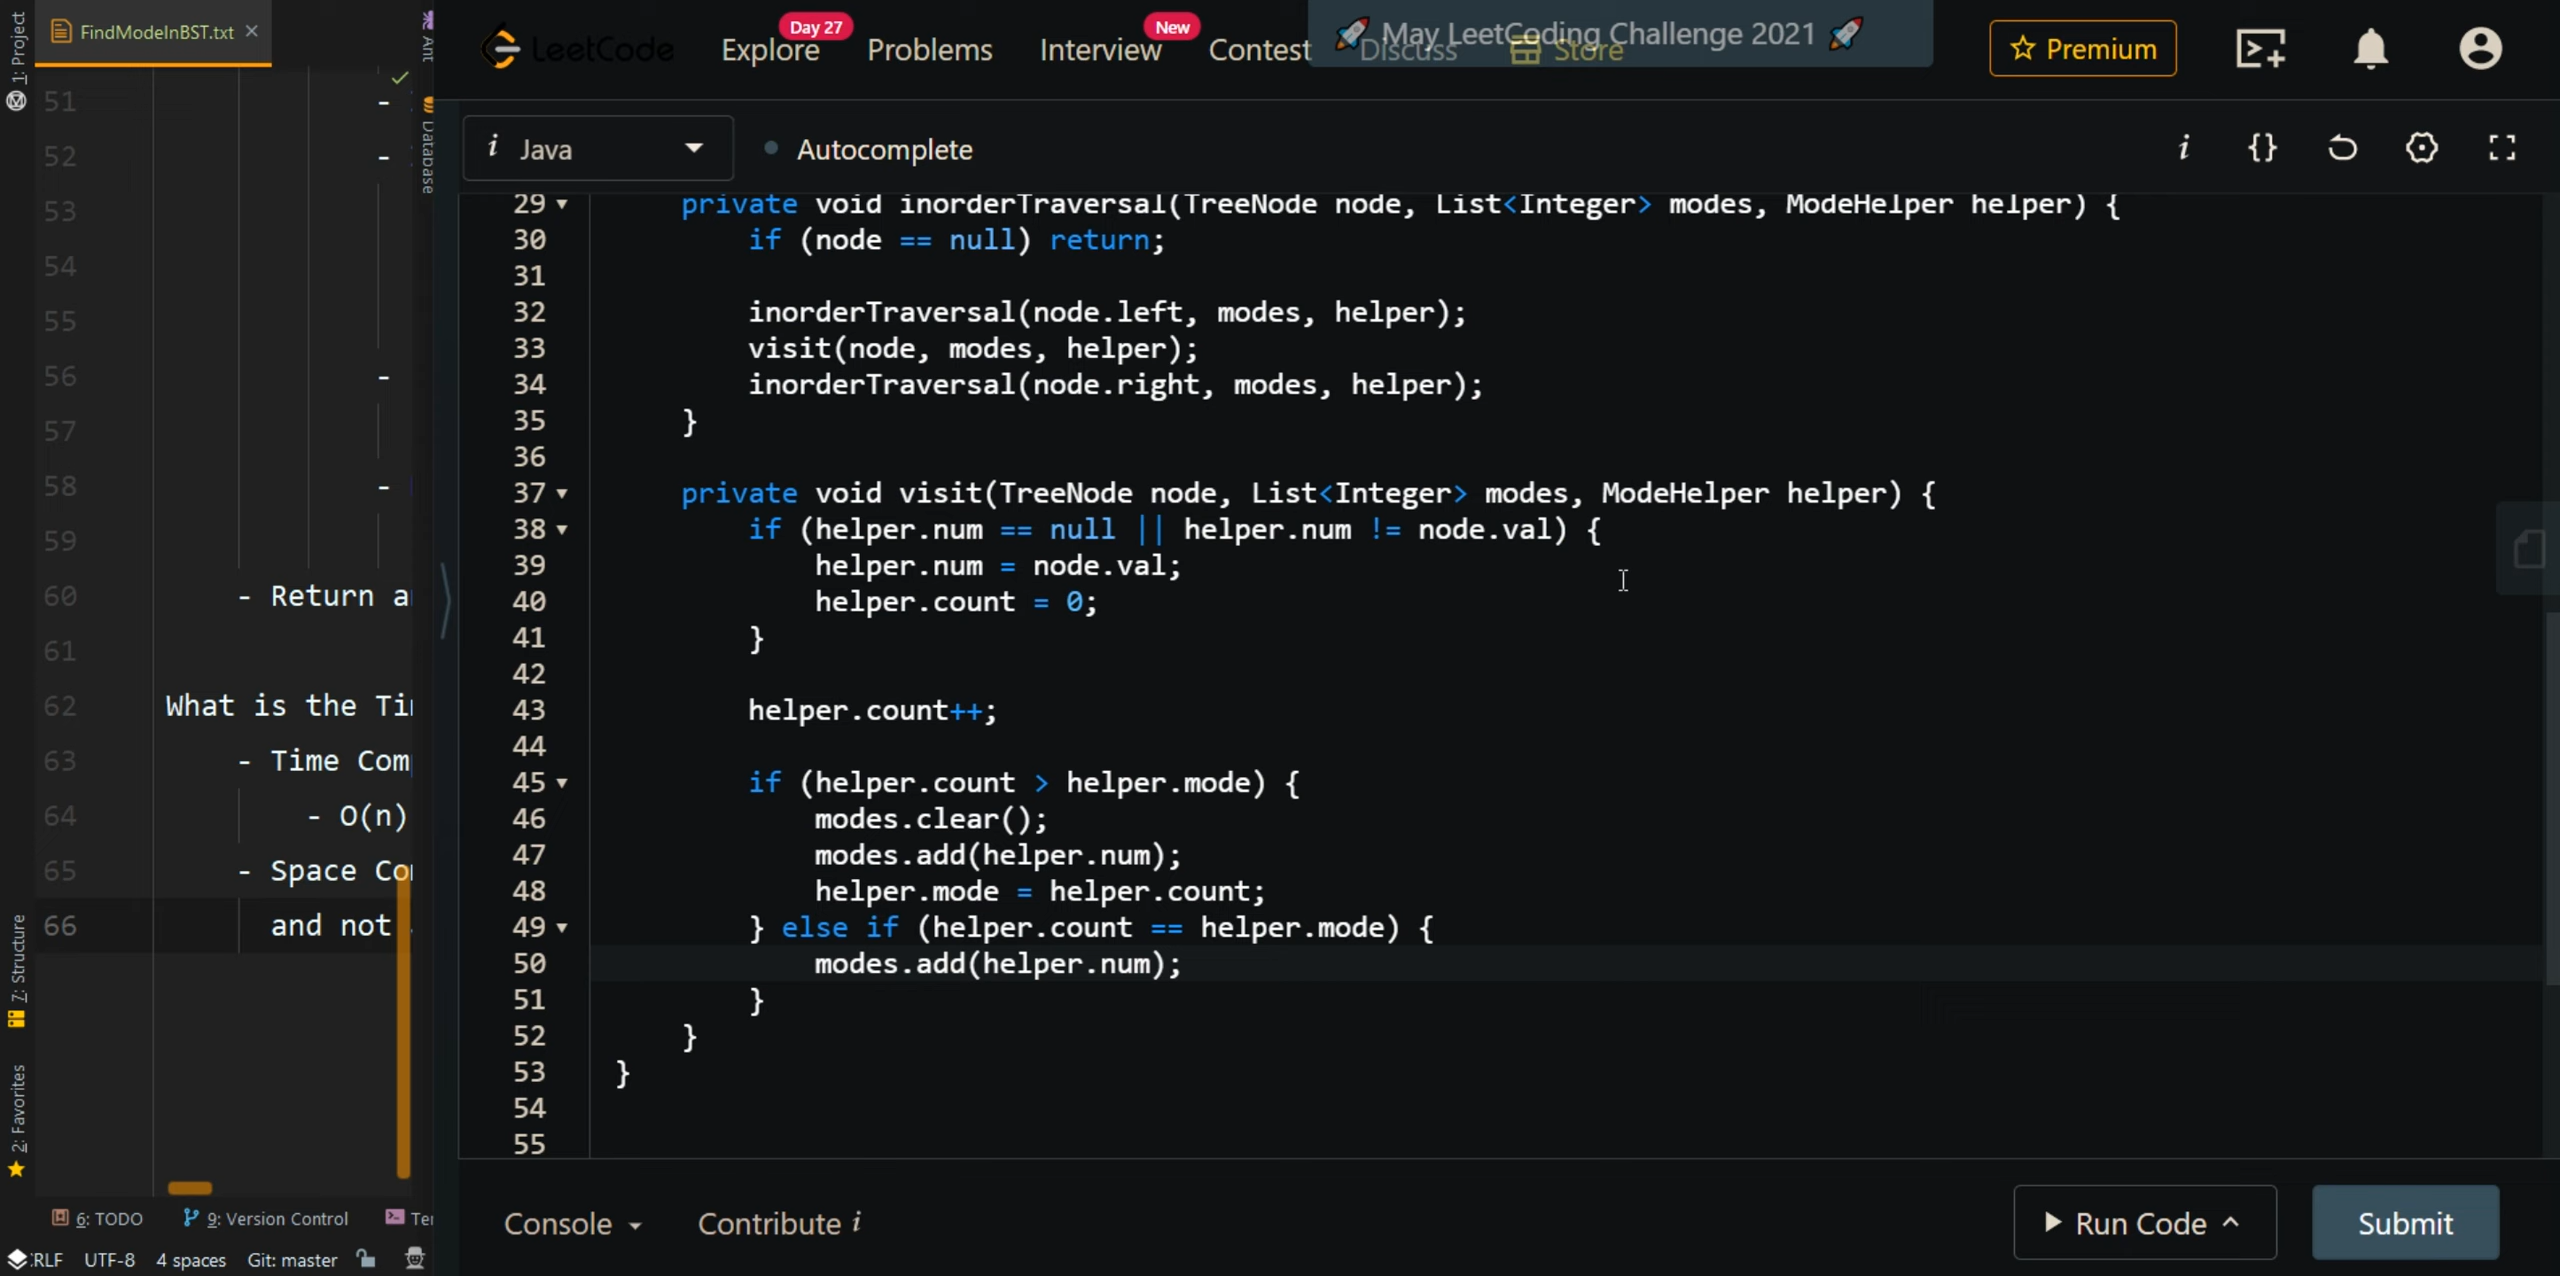 1: Project
FindModeInBST.txt
51
-
52
-
53
54
55
56
-
57
58
-
59
60
- Return a
61
62
What is the Ti
63
- Time Com
64
- O(n)
65
- Space Co
66
and not
7: Structure
2: Favorites
6: TODO
9: Version Control
Ter
RLF
UTF-8
4 spaces
Git: master
Ant
Database
LeetCode
Explore
Day 27
Problems
Interview
New
Contest
Discuss
Store
🚀 May LeetCoding Challenge 2021 🚀
Premium
i Java
Autocomplete
i {}
29 private void inorderTraversal(TreeNode node, List<Integer> modes, ModeHelper helper) {
30 if (node == null) return;
31
32 inorderTraversal(node.left, modes, helper);
33 visit(node, modes, helper);
34 inorderTraversal(node.right, modes, helper);
35 }
36
37 private void visit(TreeNode node, List<Integer> modes, ModeHelper helper) {
38 if (helper.num == null || helper.num != node.val) {
39 helper.num = node.val;
40 helper.count = 0;
41 }
42
43 helper.count++;
44
45 if (helper.count > helper.mode) {
46 modes.clear();
47 modes.add(helper.num);
48 helper.mode = helper.count;
49 } else if (helper.count == helper.mode) {
50 modes.add(helper.num);
51 }
52 }
53 }
54
55
Console
Contribute i
Run Code
Submit